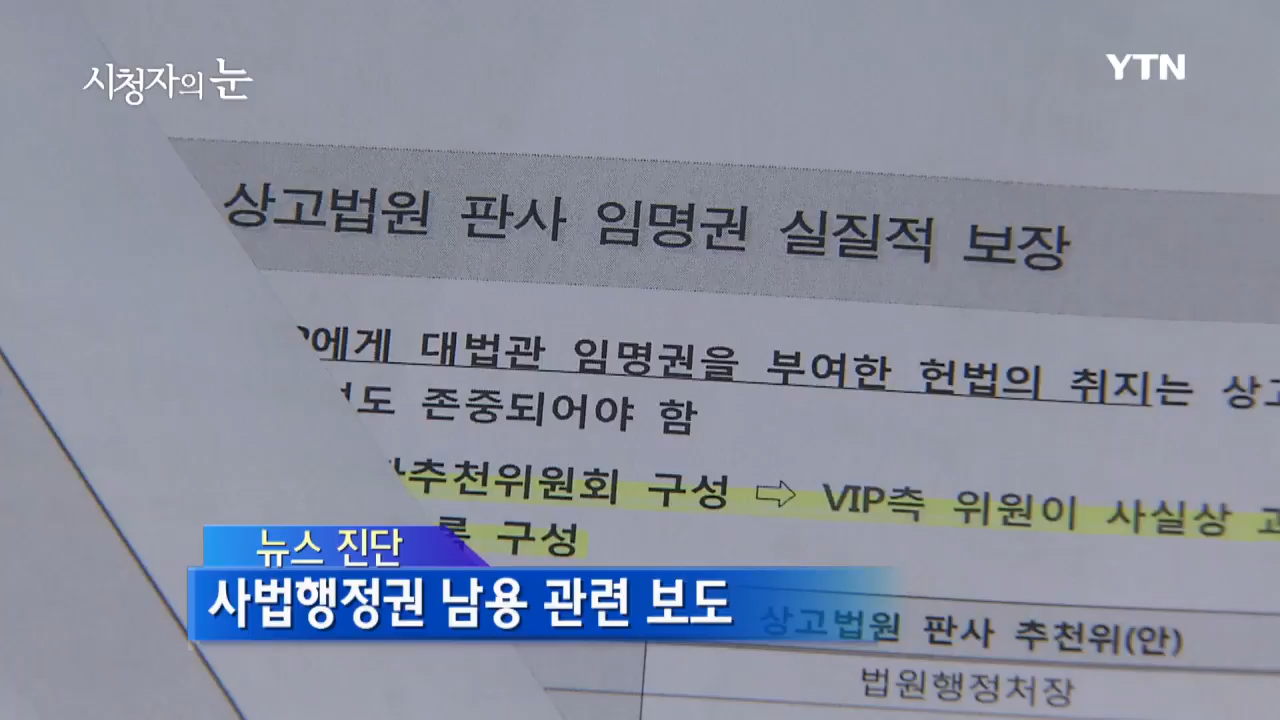 시청자의 눈
YTN
상고법원 판사 임명권 실질적 보장
에게 대법관 임명권을 부여한 헌법의 취지는
도 존중되어야 함
추천위원회 구성 ⇨ VIP측 위원이 사실상
록 구성
뉴스 진단
사법행정권 남용 관련 보도
상고법원 판사 추천위(안)
법원행정처장